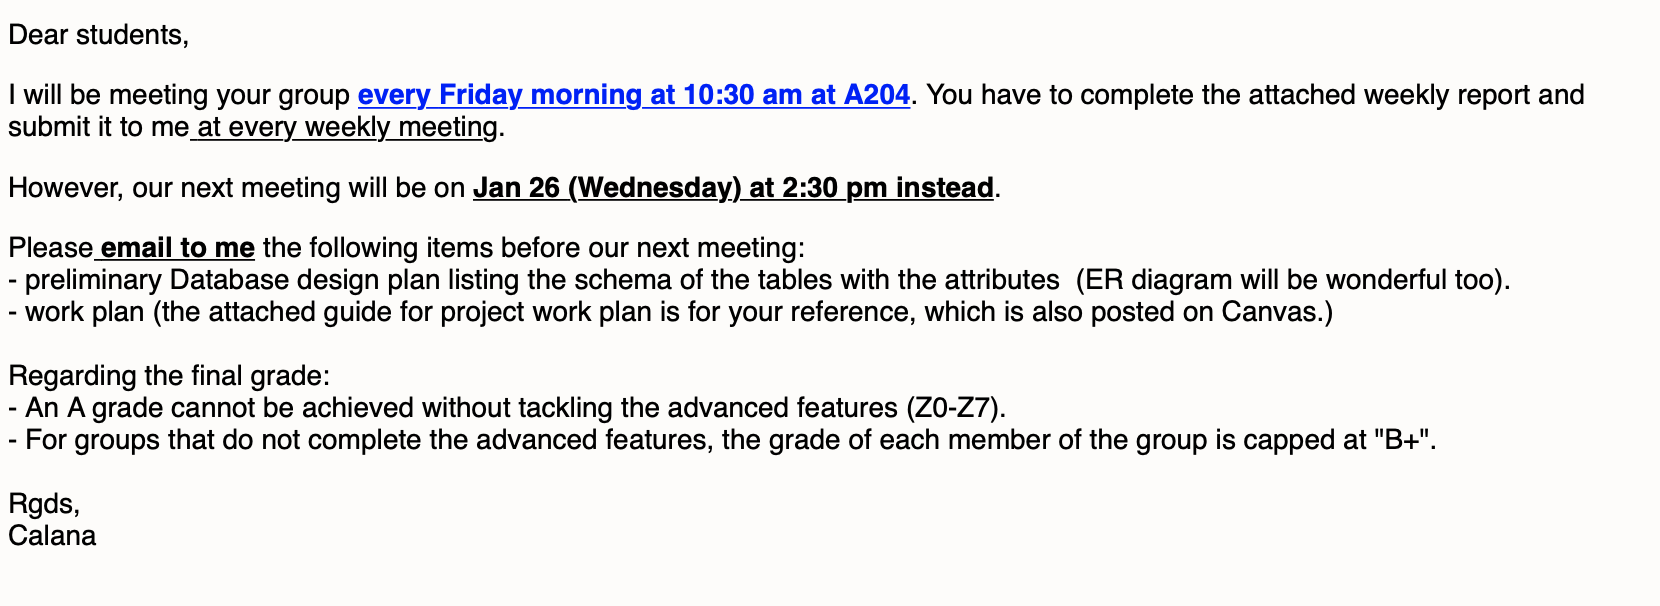 Dear students,
I will be meeting your group every Friday morning at 10:30 am at A204. You have to complete the attached weekly report and
submit it to me at every weekly meeting.
However, our next meeting will be on Jan 26 (Wednesday) at 2:30 pm instead.
Please email to me the following items before our next meeting:
- preliminary Database design plan listing the schema of the tables with the attributes  (ER diagram will be wonderful too).
- work plan (the attached guide for project work plan is for your reference, which is also posted on Canvas.)
Regarding the final grade:
- An A grade cannot be achieved without tackling the advanced features (Z0-Z7).
- For groups that do not complete the advanced features, the grade of each member of the group is capped at "B+".
Rgds,
Calana